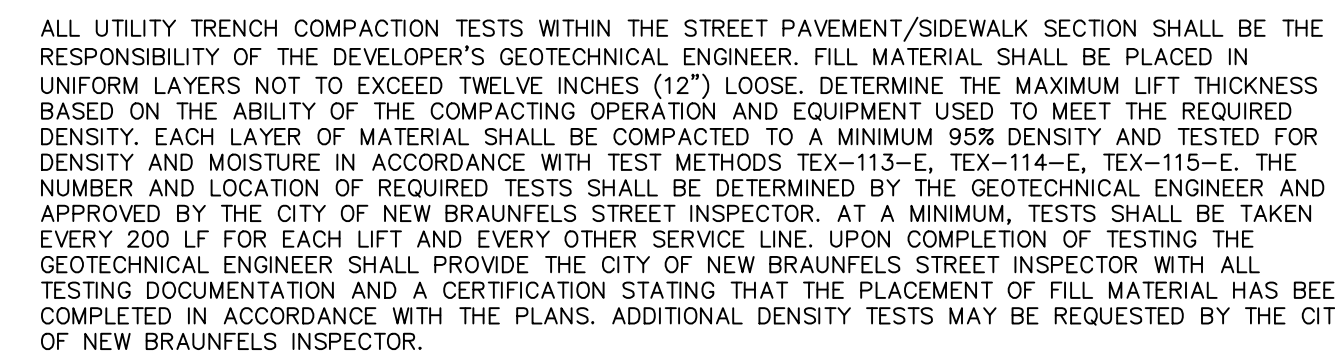 ALL UTILITY TRENCH COMPACTION TESTS WITHIN THE STREET PAVEMENT/SIDEWALK SECTION SHALL BE THE
RESPONSIBILITY OF THE DEVELOPER'S GEOTECHNICAL ENGINEER. FILL MATERIAL SHALL BE PLACED IN
UNIFORM LAYERS NOT TO EXCEED TWELVE INCHES (12") LOOSE. DETERMINE THE MAXIMUM LIFT THICKNESS
BASED ON THE ABILITY OF THE COMPACTING OPERATION AND EQUIPMENT USED TO MEET THE REQUIRED
DENSITY. EACH LAYER OF MATERIAL SHALL BE COMPACTED TO A MINIMUM 95% DENSITY AND TESTED FOR
DENSITY AND MOISTURE IN ACCORDANCE WITH TEST METHODS TEX-113-E, TEX-114-E, TEX-115-E. THE
NUMBER AND LOCATION OF REQUIRED TESTS SHALL BE DETERMINED BY THE GEOTECHNICAL ENGINEER AND
APPROVED BY THE CITY OF NEW BRAUNFELS STREET INSPECTOR. AT A MINIMUM, TESTS SHALL BE TAKEN
EVERY 200 LF FOR EACH LIFT AND EVERY OTHER SERVICE LINE. UPON COMPLETION OF TESTING THE
GEOTECHNICAL ENGINEER SHALL PROVIDE THE CITY OF NEW BRAUNFELS STREET INSPECTOR WITH ALL
TESTING DOCUMENTATION AND A CERTIFICATION STATING THAT THE PLACEMENT OF FILL MATERIAL HAS BEE
COMPLETED IN ACCORDANCE WITH THE PLANS. ADDITIONAL DENSITY TESTS MAY BE REQUESTED BY THE CIT
OF NEW BRAUNFELS INSPECTOR.